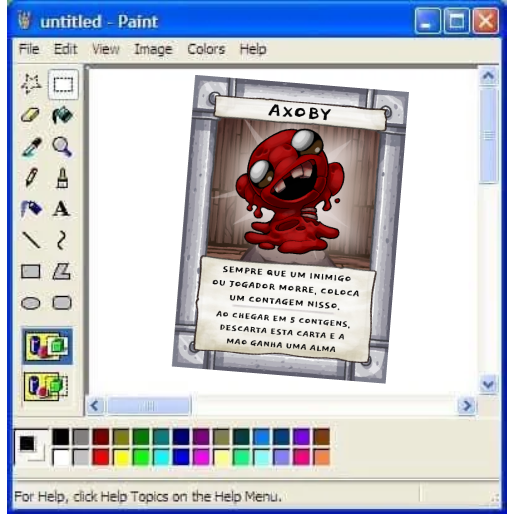 untitled - Paint
File Edit View Image Colors Help
A
AXOBY
SEMPRE QUE UM INIMIGO
OU JOGADOR MORRE, COLOCA
UM CONTAGEM NISSO.
AO CHEGAR EM 5 CONTGENS,
DESCARTA ESTA CARTA E A
MAO GANHA UMA ALMA
For Help, click Help Topics on the Help Menu.